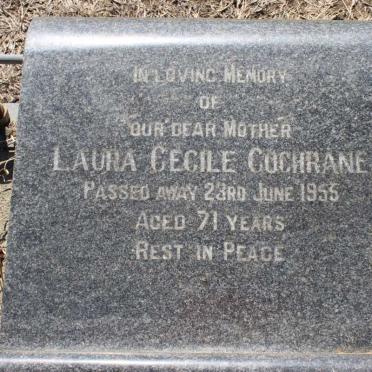 In Loving Memory
of
our dear Mother
Laura Cecile Cochrane
Passed away 23rd June 1955
Aged 71 years
Rest in Peace